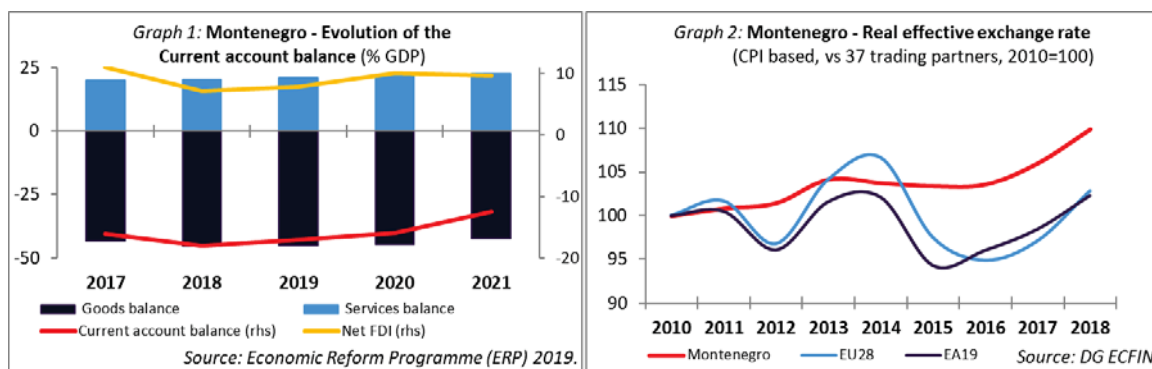 Graph 1: Montenegro - Evolution of the
Current account balance (% GDP)
25
0
-25
-50
10
0
-10
-20
2017 2018 2019 2020 2021
Goods balance Services balance
Current account balance (rhs) Net FDI (rhs)
Source: Economic Reform Programme (ERP) 2019.
Graph 2: Montenegro - Real effective exchange rate
(CPI based, vs 37 trading partners, 2010=100)
115
110
105
100
95
90
2010 2011 2012 2013 2014 2015 2016 2017 2018
Montenegro EU28 EA19 Source: DG ECFIN